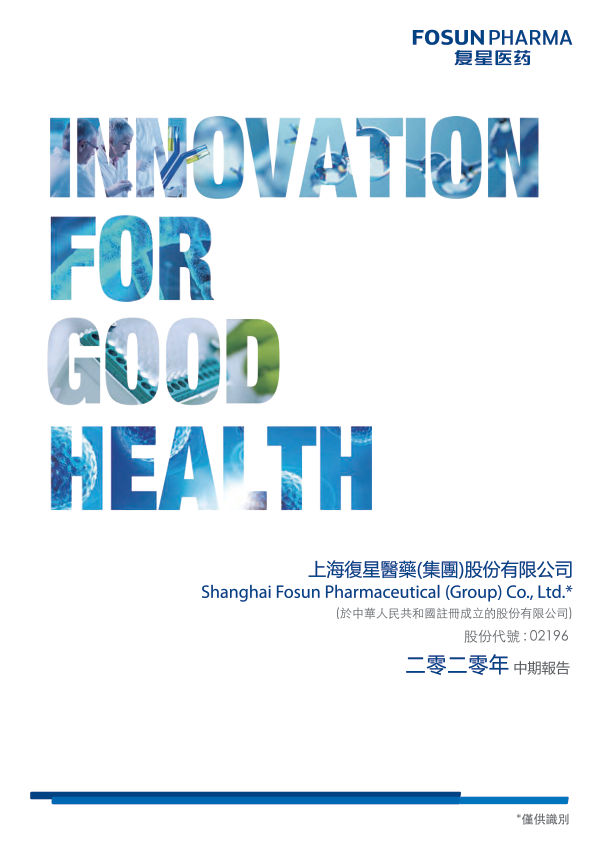 FOSUN PHARMA
复星医药
INNOVATION
FOR
GOOD
HEALTH
上海復星醫藥(集團)股份有限公司
Shanghai Fosun Pharmaceutical (Group) Co., Ltd.*
(於中華人民共和國註冊成立的股份有限公司)
股份代號 : 02196
二零二零年 中期報告
*僅供識別